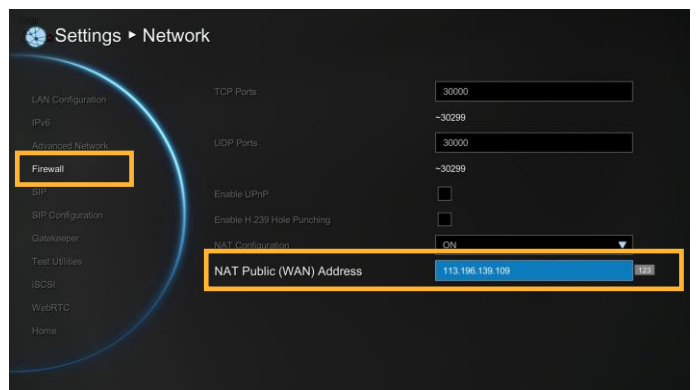 Settings ▸ Network
LAN Configuration
IPv6
Advanced Network
Firewall
SIP
SIP Configuration
Gatekeeper
Test Utilities
iSCSI
WebRTC
Home
TCP Ports 30000
~30299
UDP Ports 30000
~30299
Enable UPnP
Enable H.239 Hole Punching
NAT Configuration ON
NAT Public (WAN) Address 113.196.139.109 123